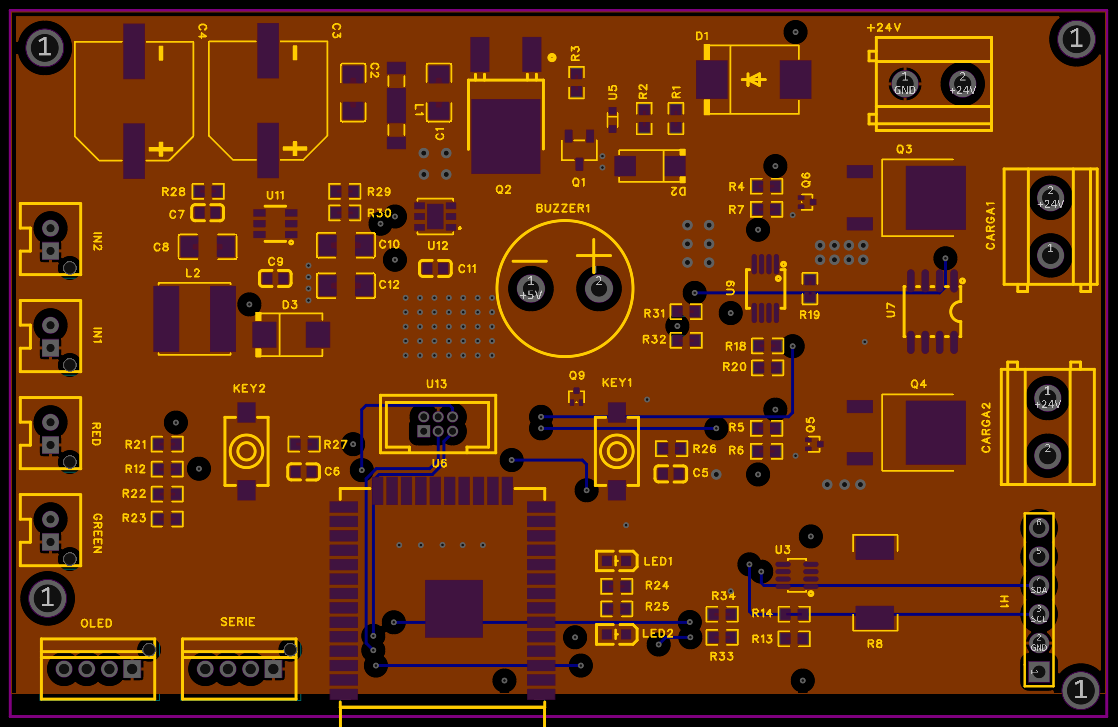 C4
C3
R3
D1
+24V
1
1
C2
L1
C1
U5
R2
R1
1
GND
2
+24V
Q2
Q1
D2
Q3
Q6
R4
R7
CARGA1
2
+24V
1
R28
U11
R29
C7
R30
C8
C10
U12
BUZZER1
IN2
L2
C9
C11
C12
1
+5V
2
U9
R19
U7
D3
R31
R32
R18
R20
IN1
KEY2
U13
Q9
KEY1
Q4
1
+24V
2
CARGA2
RED
R21
R27
R12
C6
R22
R23
U6
R26
C5
R5
R6
Q5
GREEN
LED1
R24
R25
LED2
U3
R34
R14
R13
R33
R8
H1
6
5
4
SDA
3
SCL
2
GND
1
1
OLED
SERIE
1